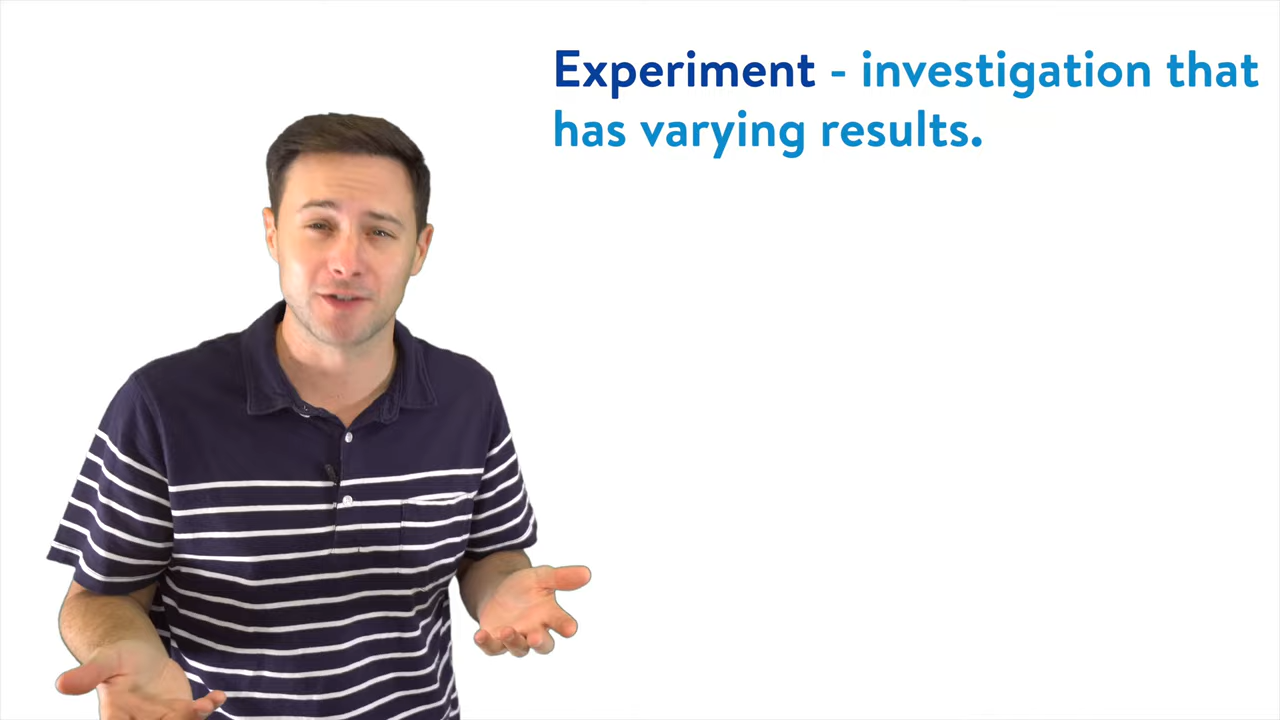 Experiment - investigation that
has varying results.